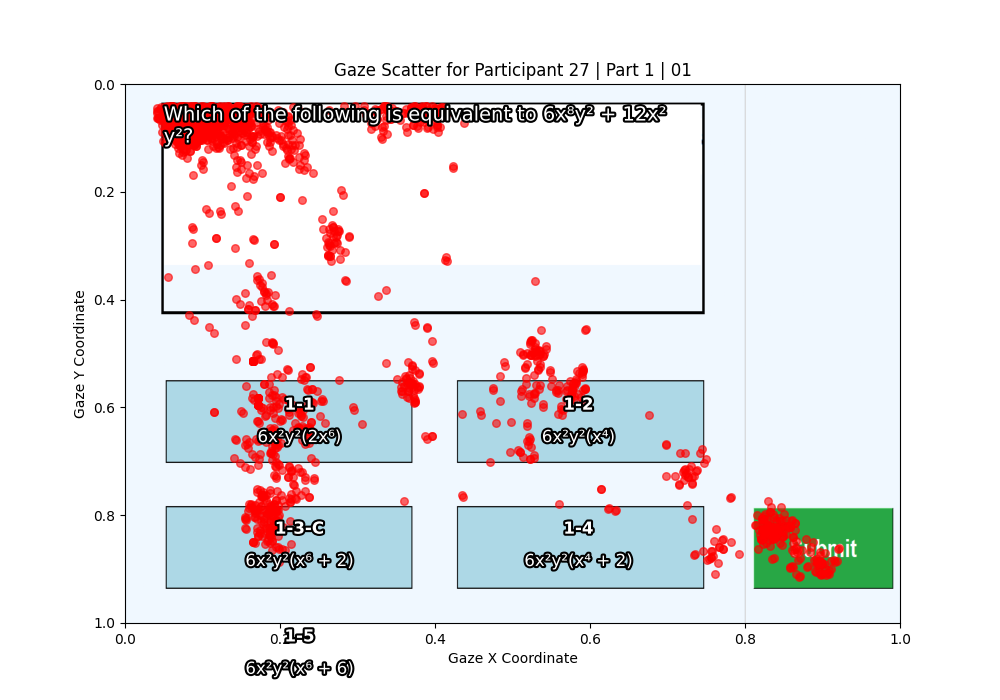 Gaze Scatter for Participant 27 | Part 1 | 01
0.0
0.2
0.4
0.6
0.8
1.0
Gaze Y Coordinate
Which of the following is equivalent to 6x⁸y² + 12x²
y²?
1-1
6x²y²(2x⁶)
1-2
6x²y²(x⁴)
1-3-C
6x²y²(x⁶ + 2)
1-4
6x²y²(x⁴ + 2)
Submit
0.0
0.2
0.4
0.6
0.8
1.0
1-5
6x²y²(x⁶ + 6)
Gaze X Coordinate